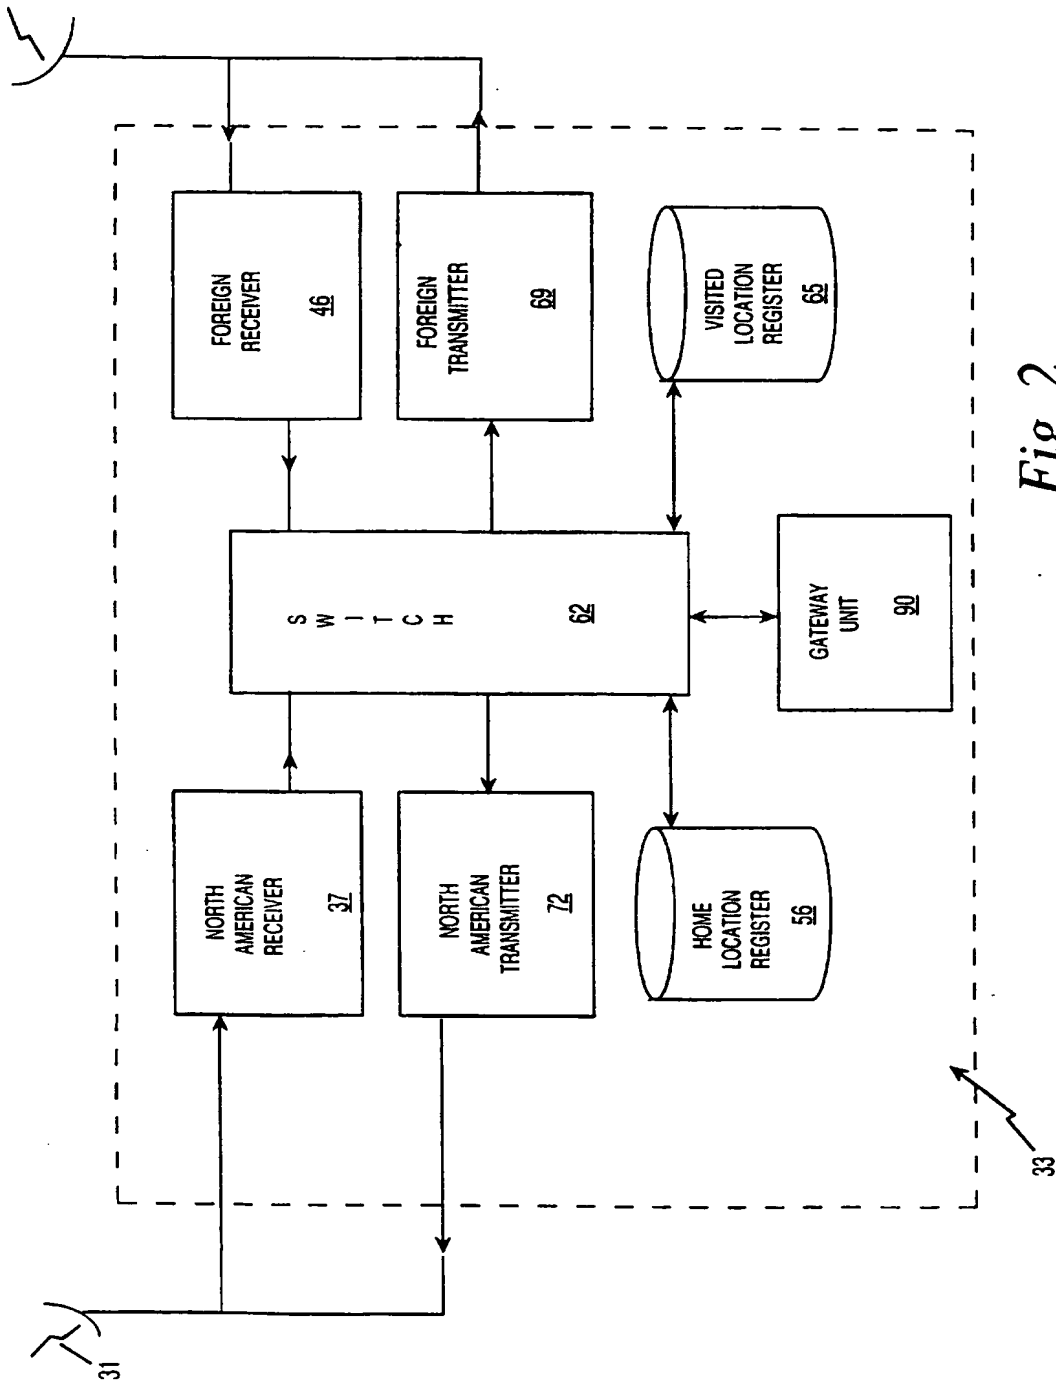 31
33
NORTH
AMERICAN
RECEIVER
37
NORTH
AMERICAN
TRANSMITTER
72
HOME
LOCATION
REGISTER
56
S
W
I
T
C
H
62
GATEWAY
UNIT
90
FOREIGN
RECEIVER
46
FOREIGN
TRANSMITTER
69
VISITED
LOCATION
REGISTER
65
Fig. 2